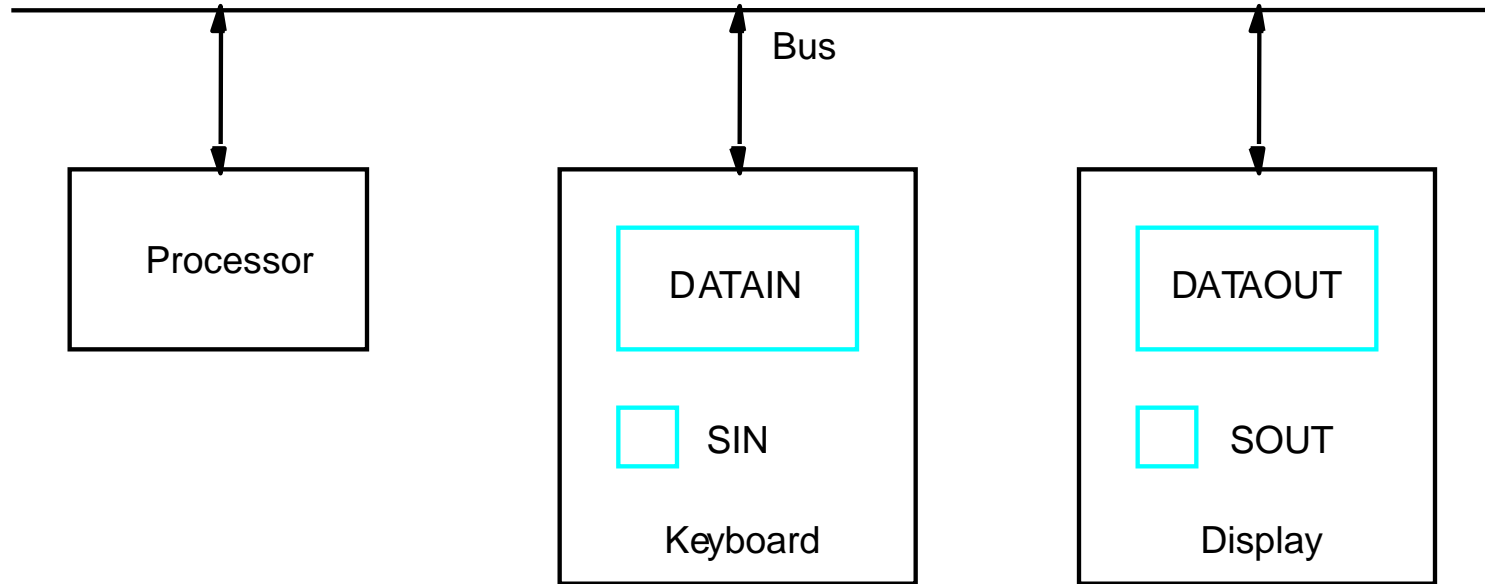 Bus
Processor
DATAIN
DATAOUT
SIN
SOUT
Keyboard
Display